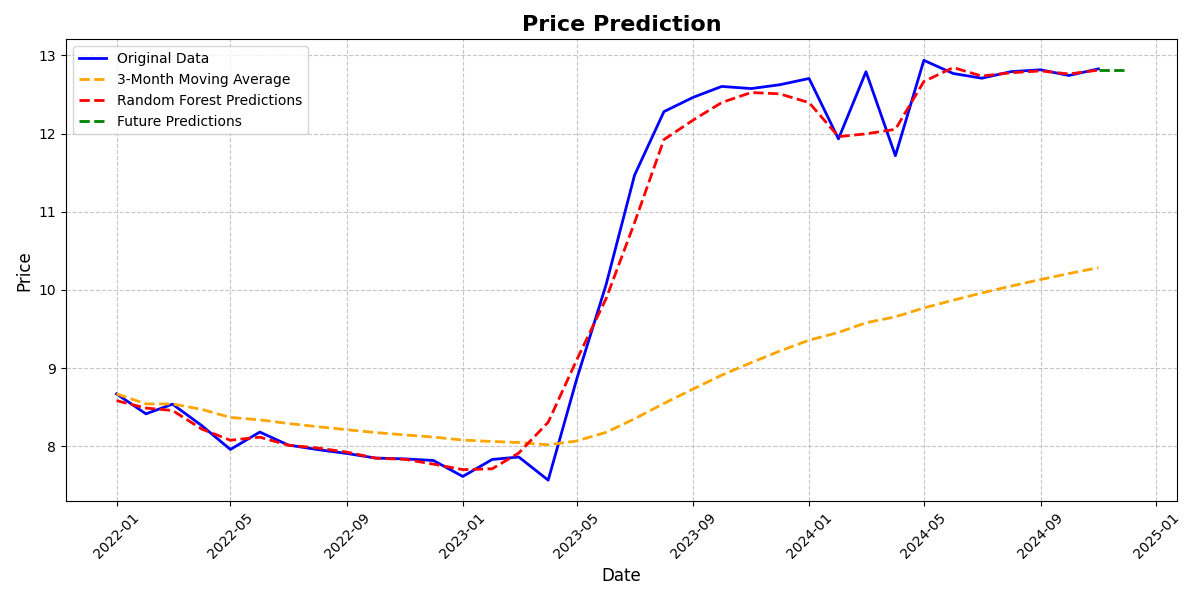 Price Prediction
Original Data
3-Month Moving Average
Random Forest Predictions
Future Predictions
Price
13
12
11
10
9
8
2022-01
2022-05
2022-09
2023-01
2023-05
2023-09
2024-01
2024-05
2024-09
2025-01
Date